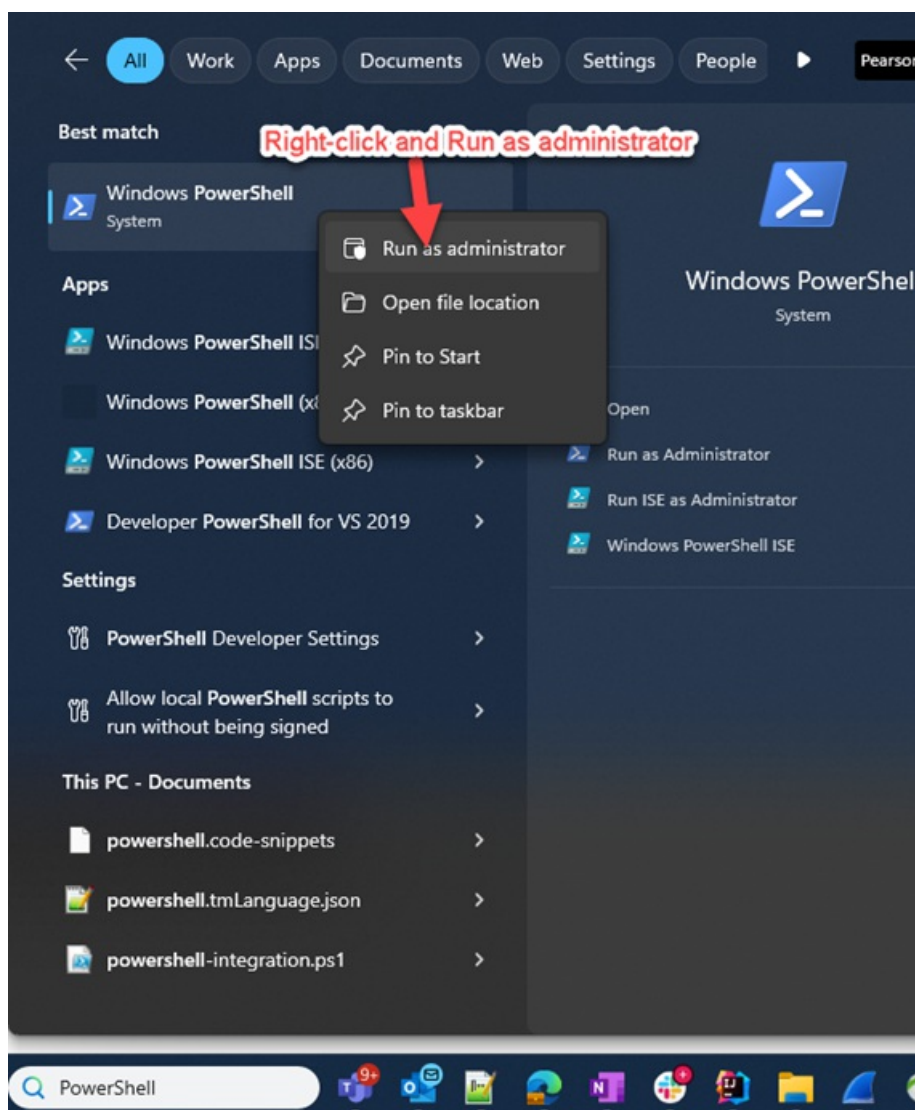 All Work Apps Documents Web Settings People Pearson
Best match
Right-click and Run as administrator
Windows PowerShell
System
Run as administrator
Open file location
Pin to Start
Pin to taskbar
Apps
Windows PowerShell ISE
Windows PowerShell (x8
Windows PowerShell ISE (x86)
Developer PowerShell for VS 2019
Settings
PowerShell Developer Settings
Allow local PowerShell scripts to
run without being signed
This PC - Documents
powershell.code-snippets
powershell.tmLanguage.json
powershell-integration.ps1
Windows PowerShel
System
Open
Run as Administrator
Run ISE as Administrator
Windows PowerShell ISE
PowerShell
9+